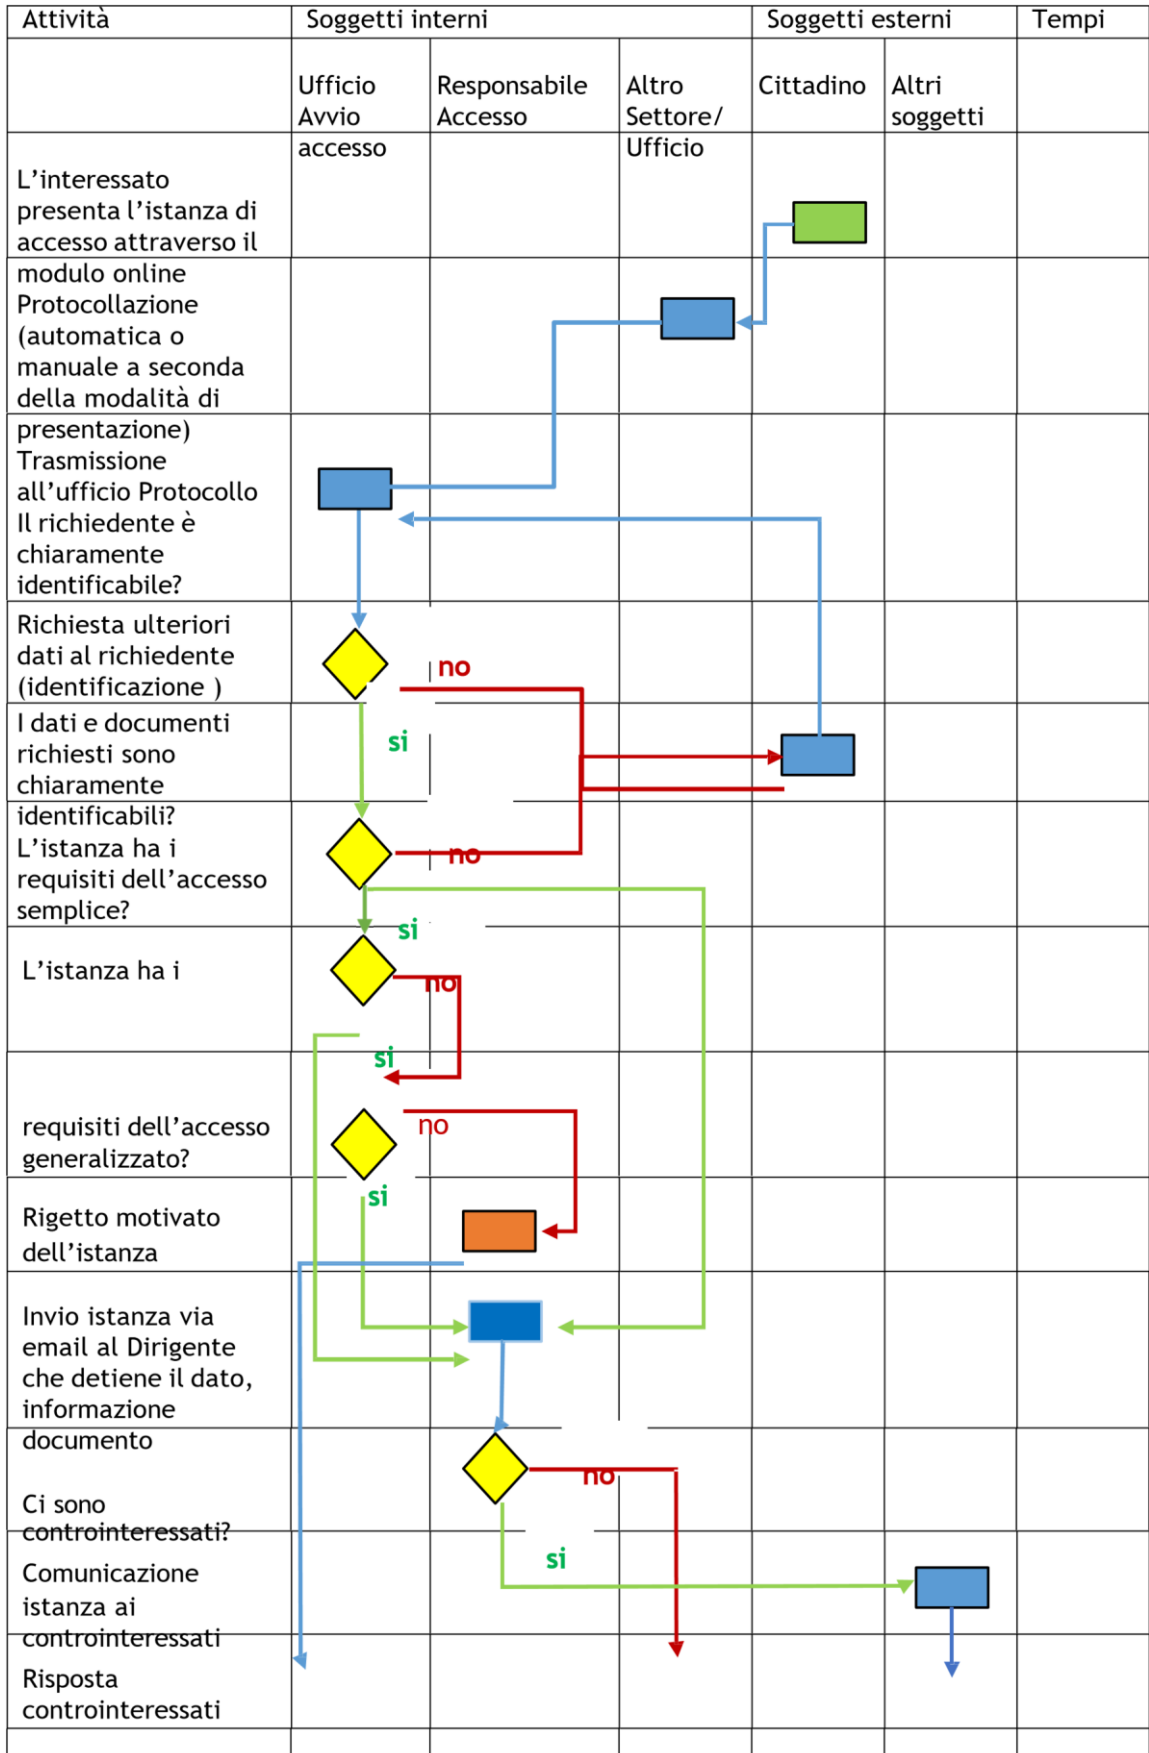 Attività
Soggetti interni
Soggetti esterni
Tempi
Ufficio
Avvio
accesso
Responsabile
Accesso
Altro
Settore/
Ufficio
Cittadino
Altri
soggetti
L’interessato
presenta l’istanza di
accesso attraverso il
modulo online
Protocollazione
(automatica o
manuale a seconda
della modalità di
presentazione)
Trasmissione
all’ufficio Protocollo
Il richiedente è
chiaramente
identificabile?
Richiesta ulteriori
dati al richiedente
(identificazione )
no
I dati e documenti
richiesti sono
chiaramente
identificabili?
si
L’istanza ha i
requisiti dell’accesso
semplice?
no
si
L’istanza ha i
no
si
requisiti dell’accesso
generalizzato?
no
si
Rigetto motivato
dell’istanza
Invio istanza via
email al Dirigente
che detiene il dato,
informazione
documento
Ci sono
controinteressati?
no
si
Comunicazione
istanza ai
controinteressati
Risposta
controinteressati